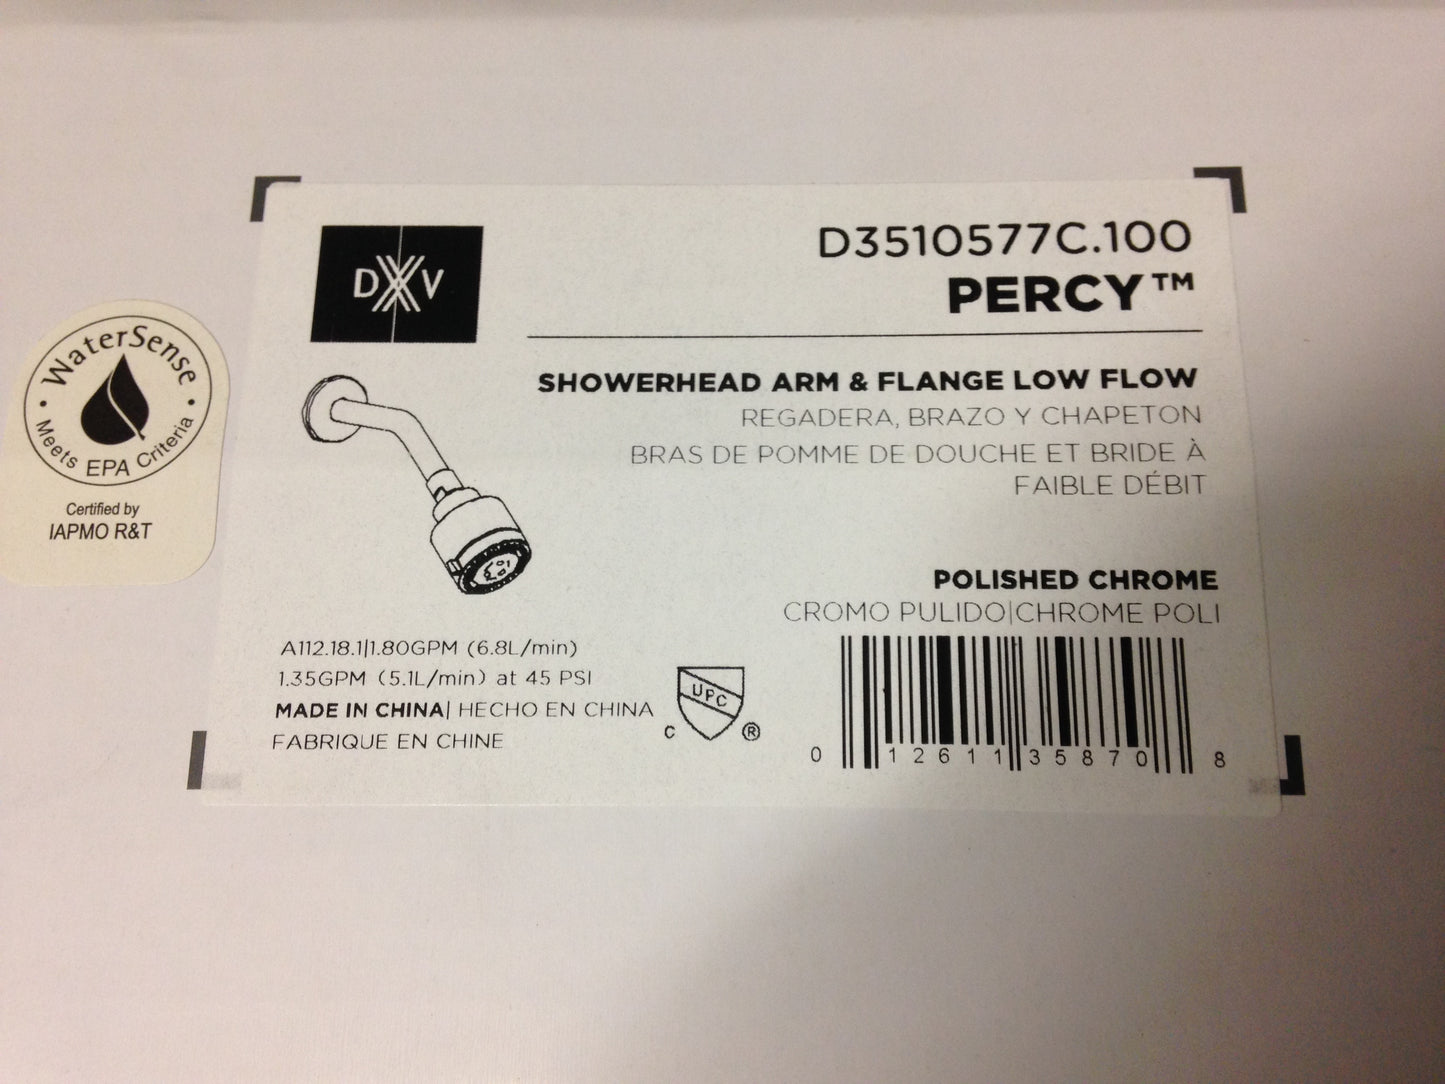 DXV
D3510577C.100
PERCY™
SHOWERHEAD ARM & FLANGE LOW FLOW
REGADERA, BRAZO Y CHAPETON
BRAS DE POMME DE DOUCHE ET BRIDE À
FAIBLE DÉBIT
POLISHED CHROME
CROMO PULIDO|CHROME POLI
A112.18.1|1.80GPM (6.8L/min)
1.35GPM (5.1L/min) at 45 PSI
MADE IN CHINA| HECHO EN CHINA
FABRIQUE EN CHINE
C UPC ®
0 12611 35870 8
WaterSense
Meets EPA Criteria
Certified by
IAPMO R&T